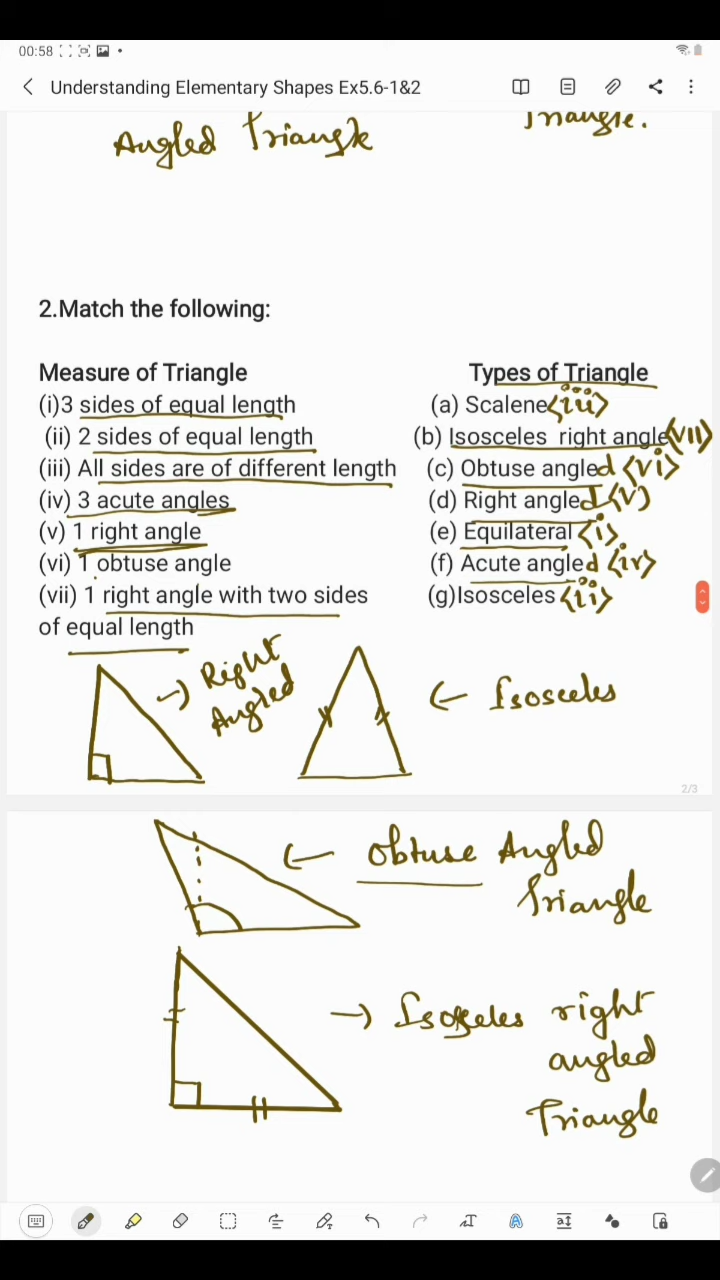 00:58
Understanding Elementary Shapes Ex5.6-1&2
Angled Triangle
Triangle.
2.Match the following:
Measure of Triangle
Types of Triangle
(i)3 sides of equal length
(a) Scalene <iii>
(ii) 2 sides of equal length
(b) Isosceles right angle <vii>
(iii) All sides are of different length
(c) Obtuse angled <vi>
(iv) 3 acute angles
(d) Right angled <v>
(v) 1 right angle
(e) Equilateral <i>
(vi) 1 obtuse angle
(f) Acute angled <iv>
(vii) 1 right angle with two sides
(g)Isosceles <ii>
of equal length
Right
Angled
Isosceles
2/3
Obtuse Angled
Triangle
Isosceles right
angled
Triangle